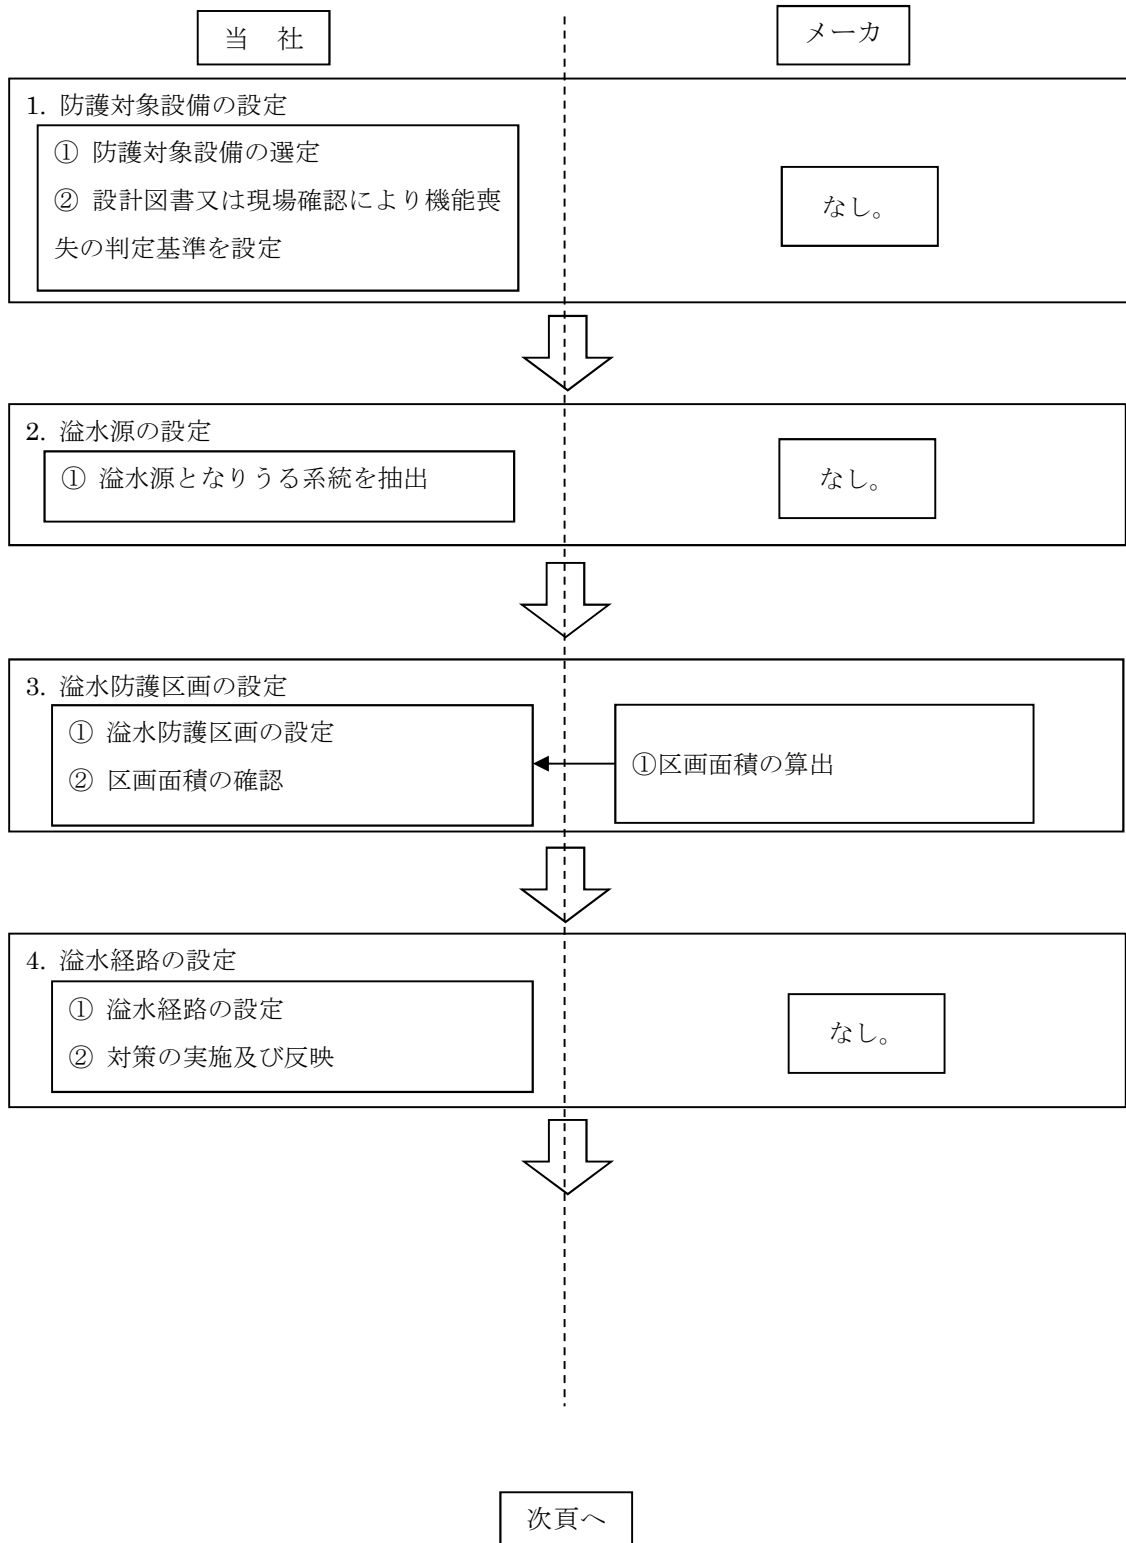 当　社
メーカ
1. 防護対象設備の設定
① 防護対象設備の選定
② 設計図書又は現場確認により機能喪
失の判定基準を設定
なし。
2. 溢水源の設定
① 溢水源となりうる系統を抽出
なし。
3. 溢水防護区画の設定
① 溢水防護区画の設定
② 区画面積の確認
①区画面積の算出
4. 溢水経路の設定
① 溢水経路の設定
② 対策の実施及び反映
なし。
次頁へ